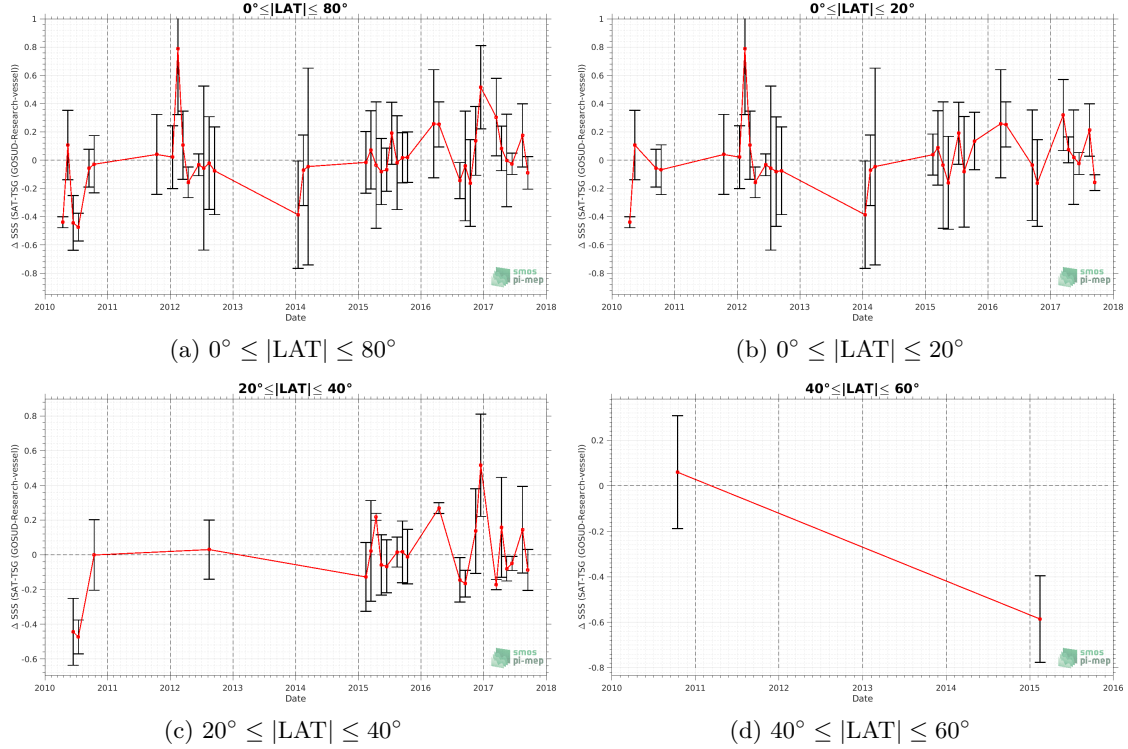 0°≤|LAT|≤ 80°
Δ SSS (SAT-TSG (GOSUD-Research-vessel))
1
0.8
0.6
0.4
0.2
0
-0.2
-0.4
-0.6
-0.8
2010 2011 2012 2013 2014 2015 2016 2017 2018
Date
smos
pi-mep
(a) 0° ≤ |LAT| ≤ 80°
0°≤|LAT|≤ 20°
Δ SSS (SAT-TSG (GOSUD-Research-vessel))
1
0.8
0.6
0.4
0.2
0
-0.2
-0.4
-0.6
-0.8
2010 2011 2012 2013 2014 2015 2016 2017 2018
Date
smos
pi-mep
(b) 0° ≤ |LAT| ≤ 20°
20°≤|LAT|≤ 40°
Δ SSS (SAT-TSG (GOSUD-Research-vessel))
0.8
0.6
0.4
0.2
0
-0.2
-0.4
-0.6
2010 2011 2012 2013 2014 2015 2016 2017 2018
Date
smos
pi-mep
(c) 20° ≤ |LAT| ≤ 40°
40°≤|LAT|≤ 60°
Δ SSS (SAT-TSG (GOSUD-Research-vessel))
0.2
0
-0.2
-0.4
-0.6
-0.8
2010 2011 2012 2013 2014 2015 2016
Date
smos
pi-mep
(d) 40° ≤ |LAT| ≤ 60°